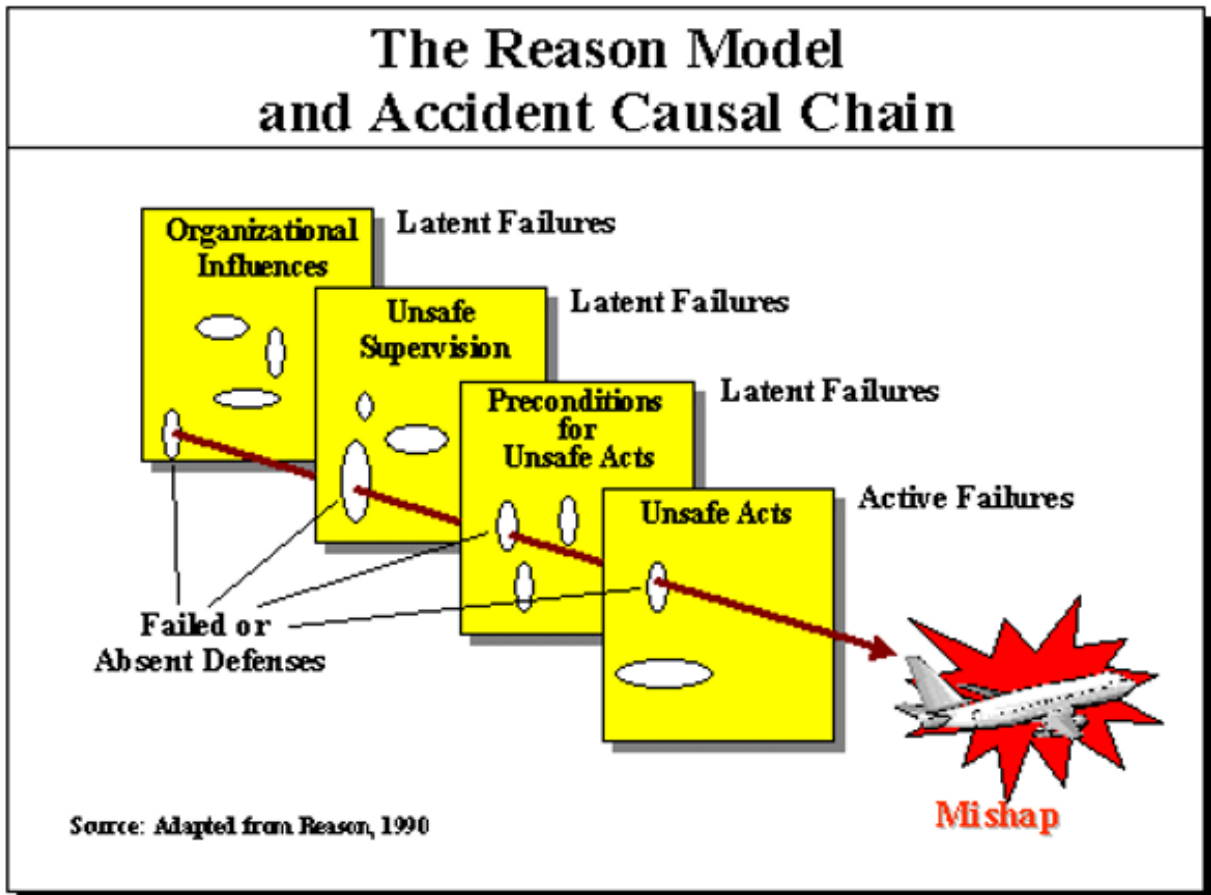 The Reason Model
and Accident Causal Chain
Organizational
Influences
Latent Failures
Unsafe
Supervision
Latent Failures
Preconditions
for
Unsafe Acts
Latent Failures
Unsafe Acts
Active Failures
Failed or
Absent Defenses
Mishap
Source: Adapted from Reason, 1990